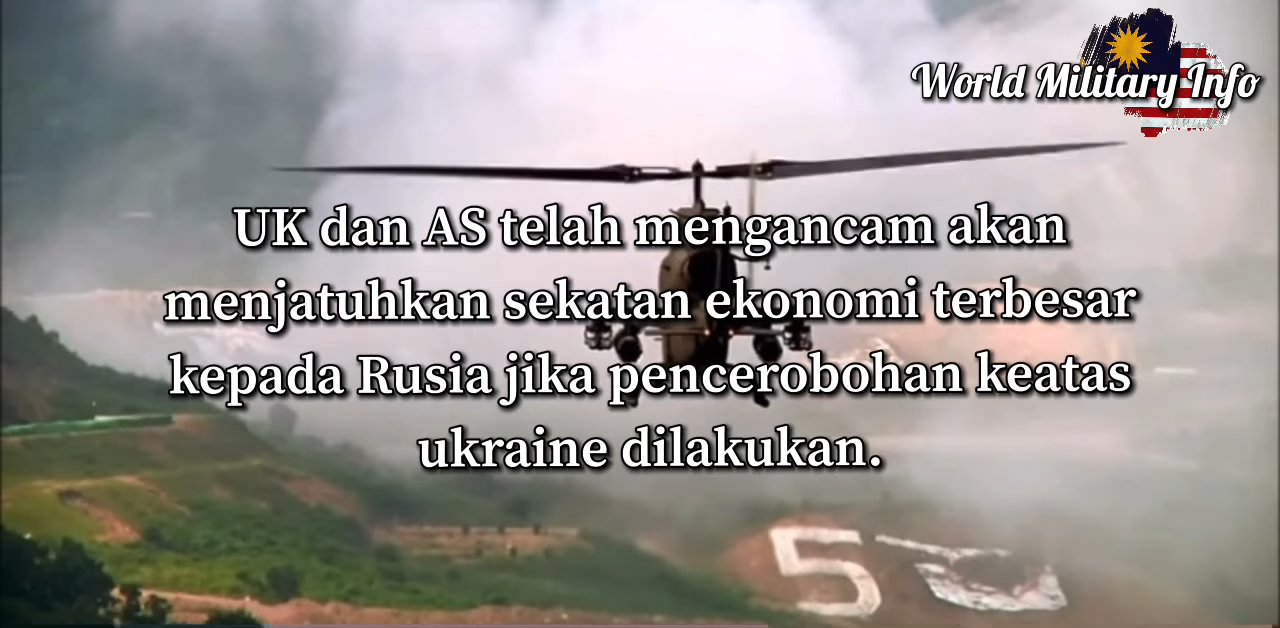 World Military Info
UK dan AS telah mengancam akan
menjatuhkan sekatan ekonomi terbesar
kepada Rusia jika pencerobohan keatas
ukraine dilakukan.
5